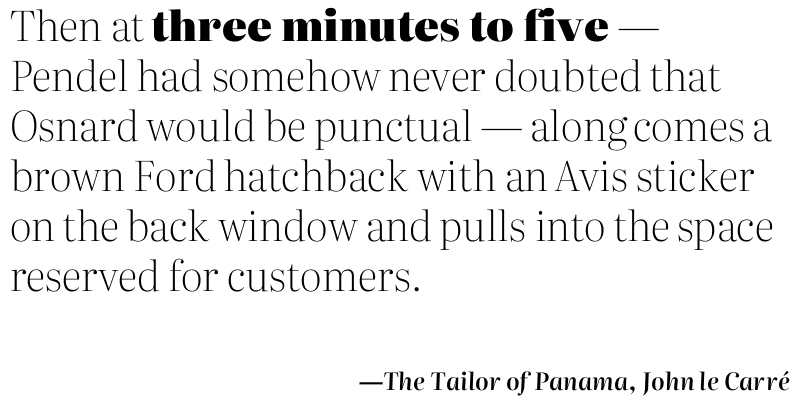 Then at three minutes to five —
Pendel had somehow never doubted that
Osnard would be punctual — along comes a
brown Ford hatchback with an Avis sticker
on the back window and pulls into the space
reserved for customers.
—The Tailor of Panama, John le Carré